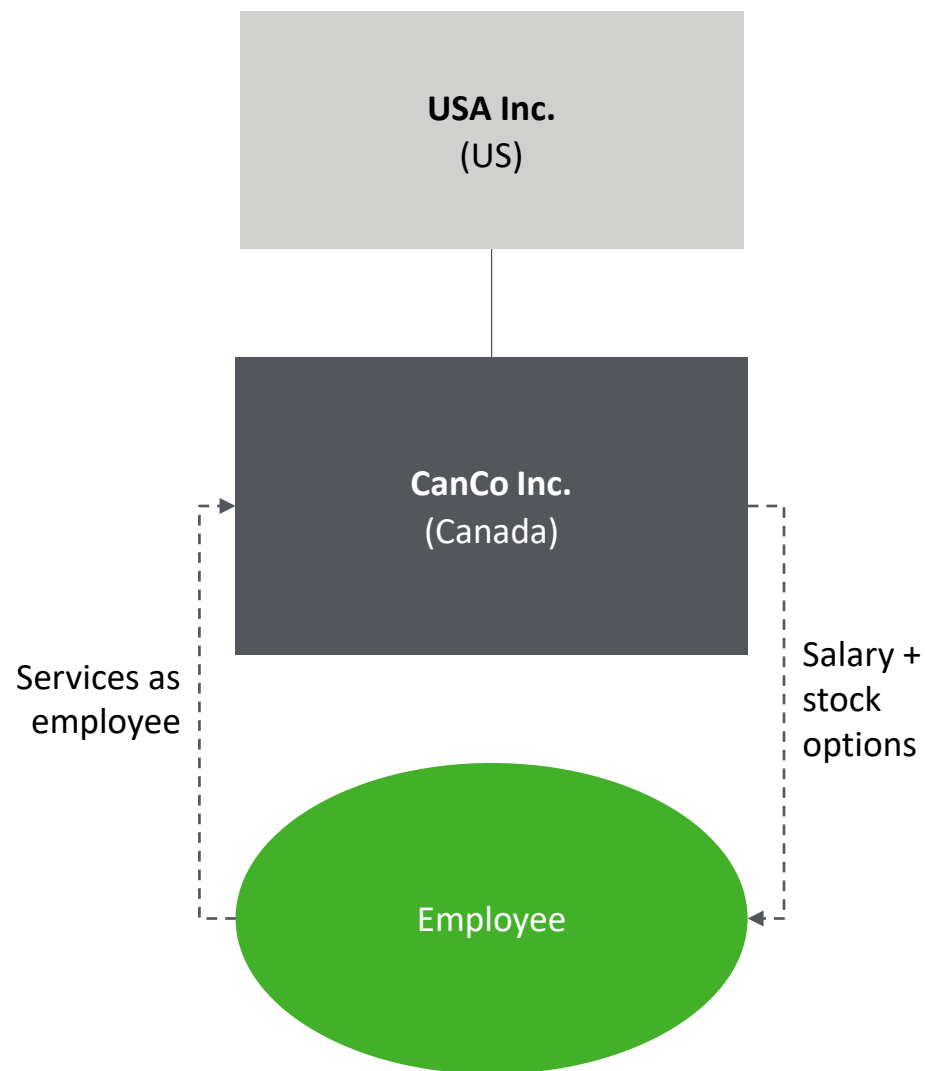 USA Inc.
(US)
CanCo Inc.
(Canada)
Services as
employee
Salary +
stock
options
Employee